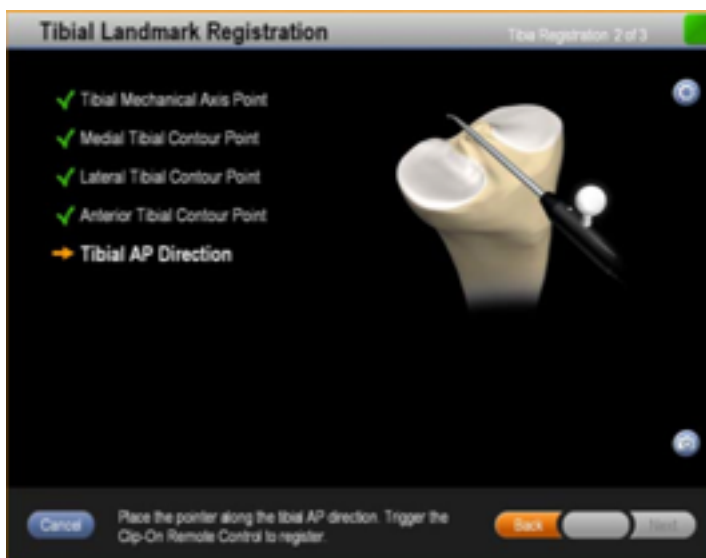 Tibial Landmark Registration
Tibia Registration 2 of 3
Tibial Mechanical Axis Point
Medial Tibial Contour Point
Lateral Tibial Contour Point
Anterior Tibial Contour Point
Tibial AP Direction
Cancel
Place the pointer along the tibial AP direction. Trigger the
Clip-On Remote Control to register.
Back
Next